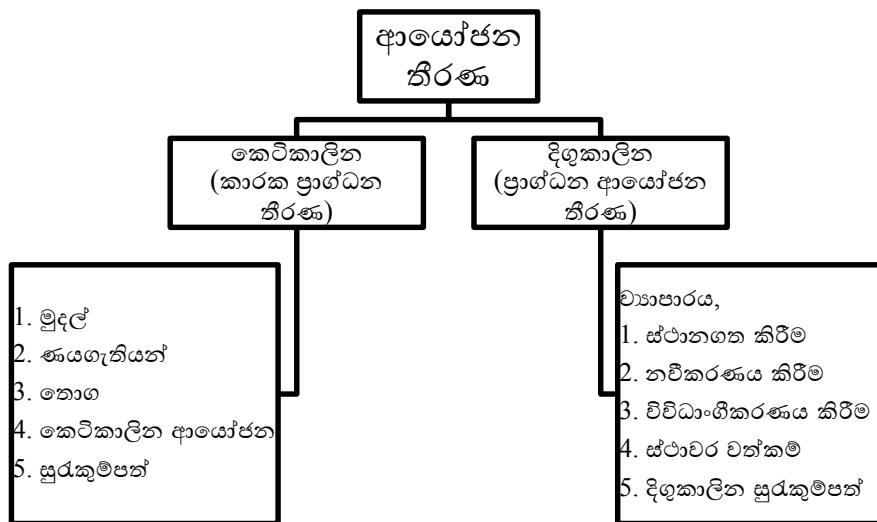 ආයෝජන
තීරණ
කෙටිකාලින
(කාරක ප්‍රාග්ධන
තීරණ)
දිගුකාලින
(ප්‍රාග්ධන ආයෝජන
තීරණ)
1. මුදල්
2. ණයගැතියන්
3. තොග
4. කෙටිකාලින ආයෝජන
5. සුරැකුම්පත්
ව්‍යාපාරය,
1. ස්ථානගත කිරීම
2. නවීකරණය කිරීම
3. විවිධාංගීකරණය කිරීම
4. ස්ථාවර වත්කම්
5. දිගුකාලින සුරැකුම්පත්